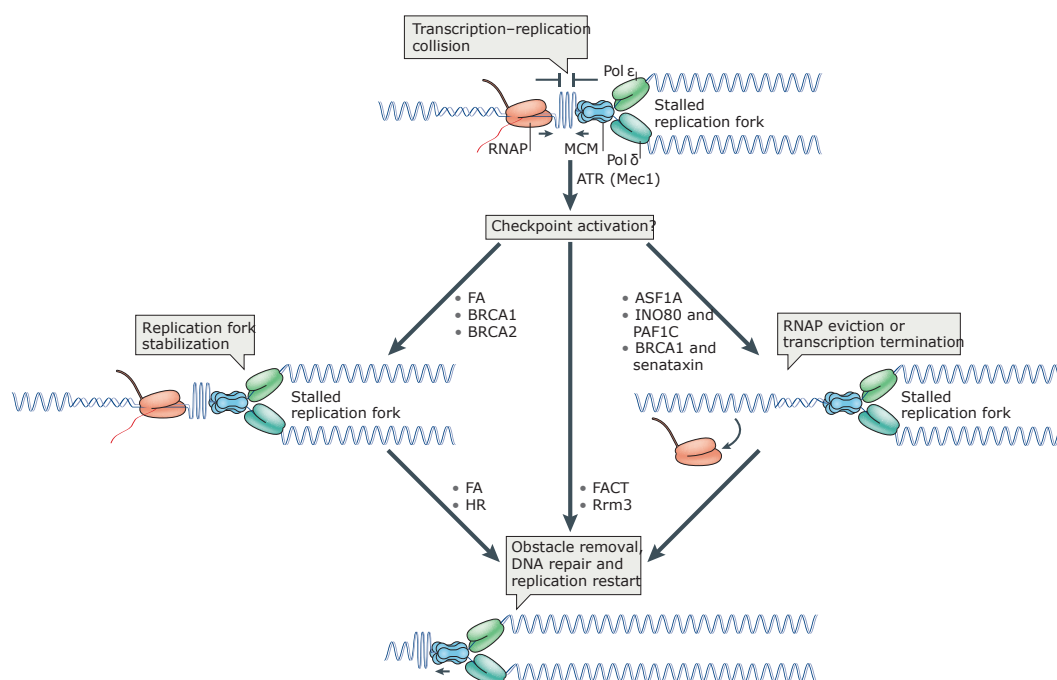 Transcription–replication
collision
Pol ε
Stalled
replication fork
RNAP
MCM
Pol δ
ATR (Mec1)
Checkpoint activation?
• FA
• BRCA1
• BRCA2
• ASF1A
• INO80 and
PAF1C
• BRCA1 and
senataxin
Replication fork
stabilization
RNAP eviction or
transcription termination
Stalled
replication fork
Stalled
replication fork
• FA
• HR
• FACT
• Rrm3
Obstacle removal,
DNA repair and
replication restart